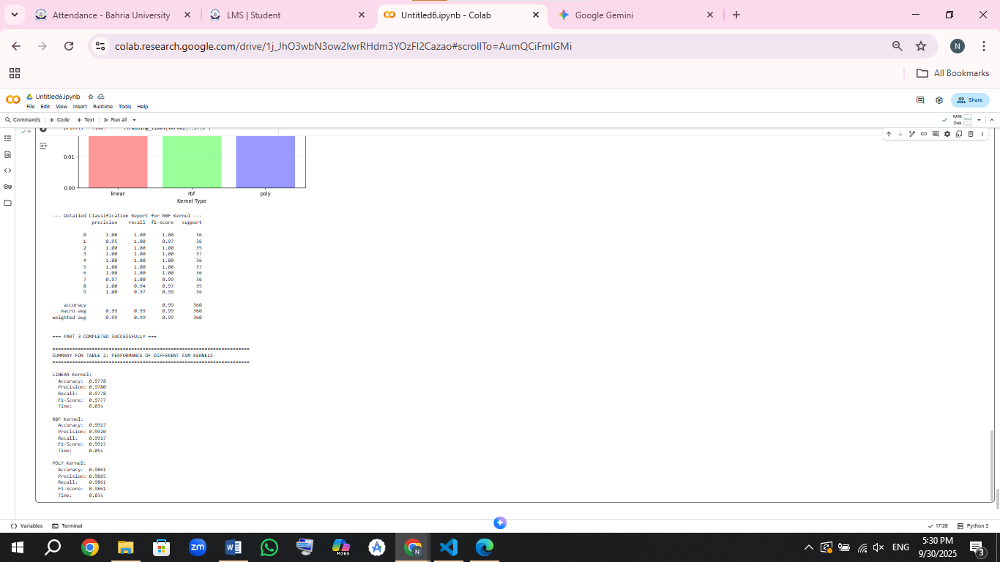 Attendance - Bahria University
LMS | Student
Untitled6.ipynb - Colab
Google Gemini
colab.research.google.com/drive/1j_JhO3wbN3ow2IwrRHdm3YOzFI2Cazao#scrollTo=AumQCiFmIGMi
N
All Bookmarks
Untitled6.ipynb
File Edit View Insert Runtime Tools Help
Share
Commands + Code + Text Run all
RAM
Disk
4s
0.01
0.00
linear rbf poly
Kernel Type
--- Detailed Classification Report for RBF Kernel ---
precision recall f1-score support
0 1.00 1.00 1.00 36
1 0.95 1.00 0.97 36
2 1.00 1.00 1.00 35
3 1.00 1.00 1.00 37
4 1.00 1.00 1.00 36
5 1.00 1.00 1.00 37
6 1.00 1.00 1.00 36
7 0.97 1.00 0.99 36
8 1.00 0.94 0.97 35
9 1.00 0.97 0.99 36
accuracy 0.99 360
macro avg 0.99 0.99 0.99 360
weighted avg 0.99 0.99 0.99 360
=== PART 3 COMPLETED SUCCESSFULLY ===
======================================================================
SUMMARY FOR TABLE 2: PERFORMANCE OF DIFFERENT SVM KERNELS
======================================================================
LINEAR Kernel:
Accuracy: 0.9778
Precision: 0.9780
Recall: 0.9778
F1-Score: 0.9777
Time: 0.03s
RBF Kernel:
Accuracy: 0.9917
Precision: 0.9920
Recall: 0.9917
F1-Score: 0.9917
Time: 0.05s
POLY Kernel:
Accuracy: 0.9861
Precision: 0.9865
Recall: 0.9861
F1-Score: 0.9861
Time: 0.03s
Variables Terminal
17-28 Python 3
zm
M365
ENG
5:30 PM
9/30/2025
3